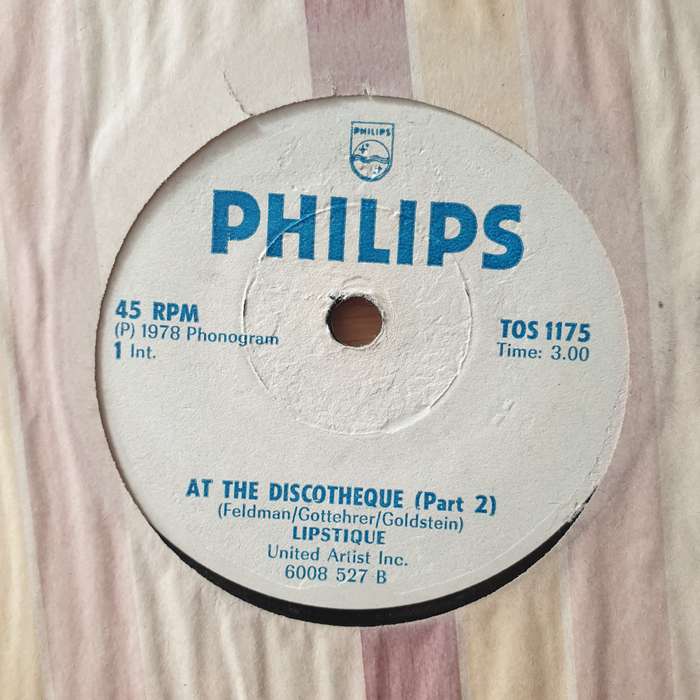 PHILIPS
PHILIPS
45 RPM
(P) 1978 Phonogram
1 Int.
TOS 1175
Time: 3.00
AT THE DISCOTHEQUE (Part 2)
(Feldman/Gottehrer/Goldstein)
LIPSTIQUE
United Artist Inc.
6008 527 B